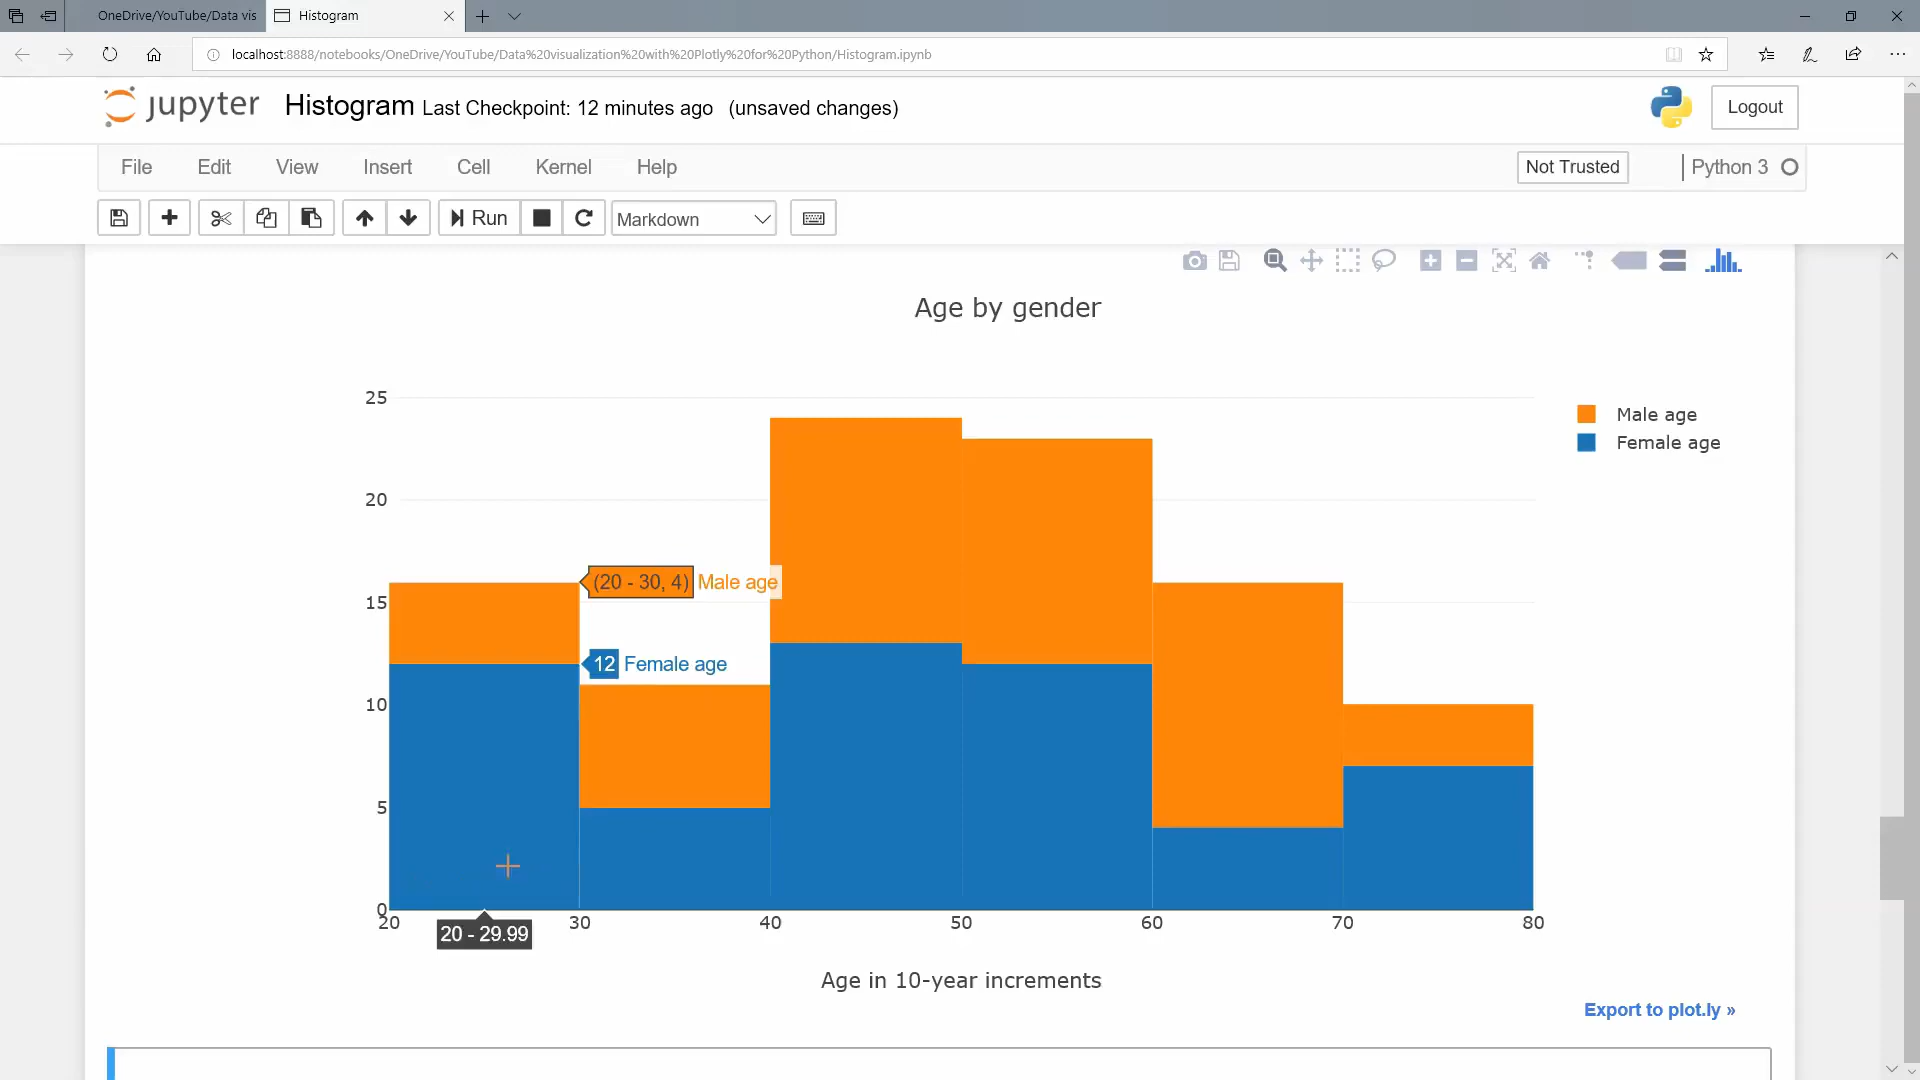 OneDrive/YouTube/Data vis
Histogram
localhost:8888/notebooks/OneDrive/YouTube/Data%20visualization%20with%20Plotly%20for%20Python/Histogram.ipynb
jupyter Histogram Last Checkpoint: 12 minutes ago (unsaved changes)
Logout
File Edit View Insert Cell Kernel Help
Not Trusted
Python 3
Run
Markdown
Age by gender
25
20
15
10
5
0
Male age
Female age
(20 - 30, 4) Male age
12 Female age
20 30 40 50 60 70 80
20 - 29.99
Age in 10-year increments
Export to plot.ly »